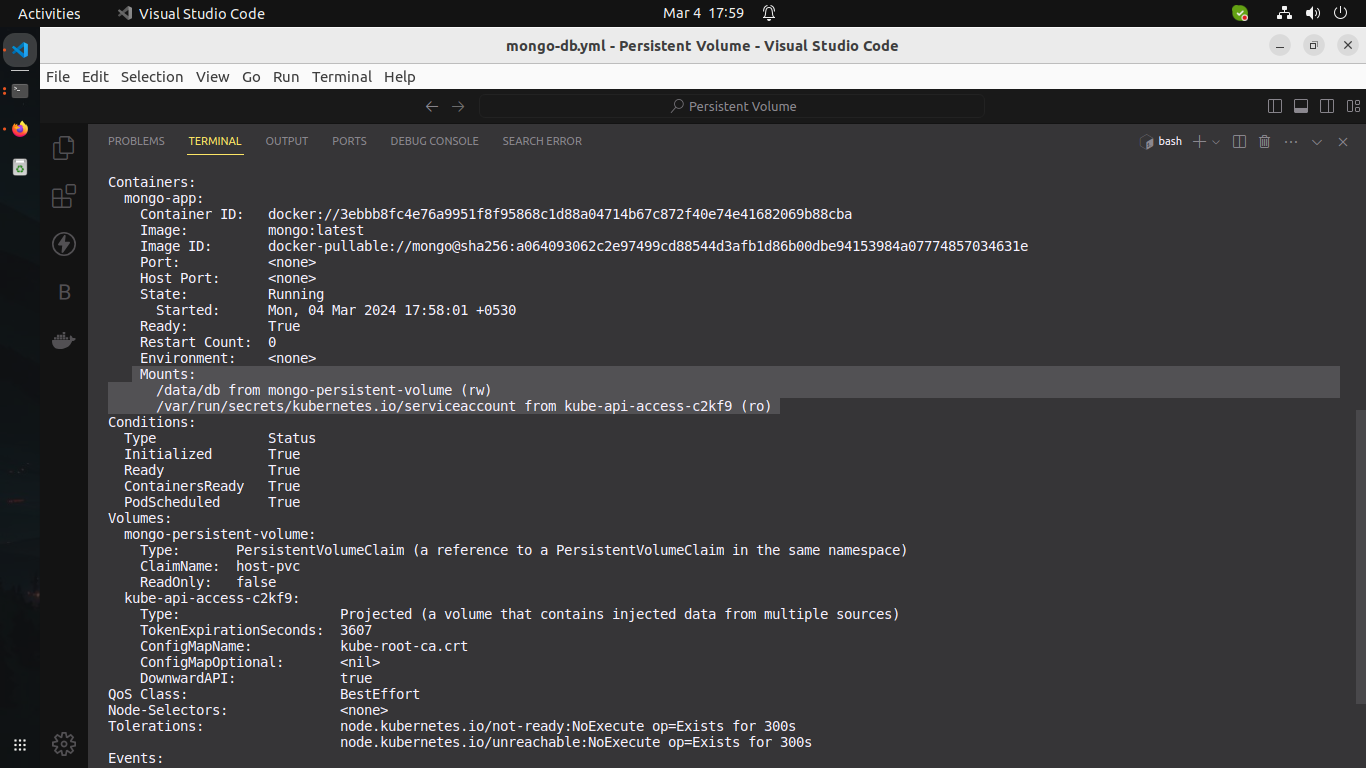 Activities Visual Studio Code Mar 4 17:59
mongo-db.yml - Persistent Volume - Visual Studio Code
File Edit Selection View Go Run Terminal Help
Persistent Volume
PROBLEMS TERMINAL OUTPUT PORTS DEBUG CONSOLE SEARCH ERROR bash
Containers:
mongo-app:
Container ID: docker://3ebbb8fc4e76a9951f8f95868c1d88a04714b67c872f40e74e41682069b88cba
Image: mongo:latest
Image ID: docker-pullable://mongo@sha256:a064093062c2e97499cd88544d3afb1d86b00dbe94153984a07774857034631e
Port: <none>
Host Port: <none>
State: Running
Started: Mon, 04 Mar 2024 17:58:01 +0530
Ready: True
Restart Count: 0
Environment: <none>
Mounts:
/data/db from mongo-persistent-volume (rw)
/var/run/secrets/kubernetes.io/serviceaccount from kube-api-access-c2kf9 (ro)
Conditions:
Type Status
Initialized True
Ready True
ContainersReady True
PodScheduled True
Volumes:
mongo-persistent-volume:
Type: PersistentVolumeClaim (a reference to a PersistentVolumeClaim in the same namespace)
ClaimName: host-pvc
ReadOnly: false
kube-api-access-c2kf9:
Type: Projected (a volume that contains injected data from multiple sources)
TokenExpirationSeconds: 3607
ConfigMapName: kube-root-ca.crt
ConfigMapOptional: <nil>
DownwardAPI: true
QoS Class: BestEffort
Node-Selectors: <none>
Tolerations: node.kubernetes.io/not-ready:NoExecute op=Exists for 300s
node.kubernetes.io/unreachable:NoExecute op=Exists for 300s
Events: